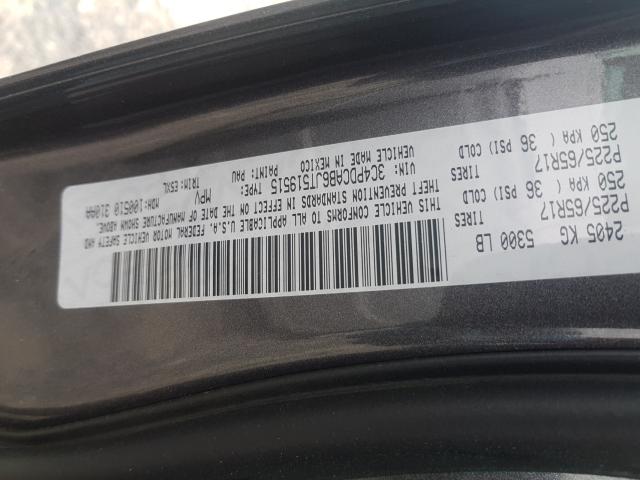 2405 KG
5300 LB
P225/65R17
TIRES
250 KPA ( 36 PSI) COLD
P225/65R17
TIRES
250 KPA ( 36 PSI) COLD
THIS VEHICLE CONFORMS TO ALL
APPLICABLE U.S.A. FEDERAL MOTOR VEHICLE SAFETY AND
THEFT PREVENTION STANDARDS IN EFFECT ON THE DATE OF MANUFACTURE SHOWN ABOVE.
VIN: 3C4PDCAB6JT519515 TYPE: MPV MDH:100510 310AA
VEHICLE MADE IN MEXICO PAINT: PAU TRIM: E5XL